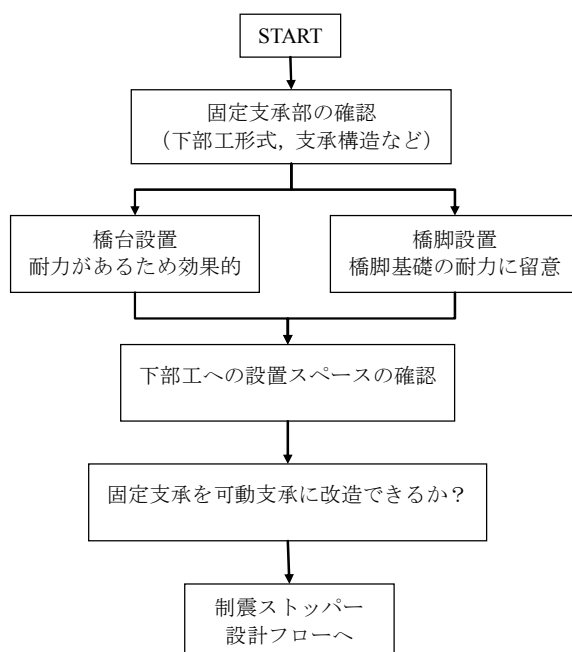 START
固定支承部の確認
（下部工形式，支承構造など）
橋台設置
耐力があるため効果的
橋脚設置
橋脚基礎の耐力に留意
下部工への設置スペースの確認
固定支承を可動支承に改造できるか？
制震ストッパー
設計フローへ